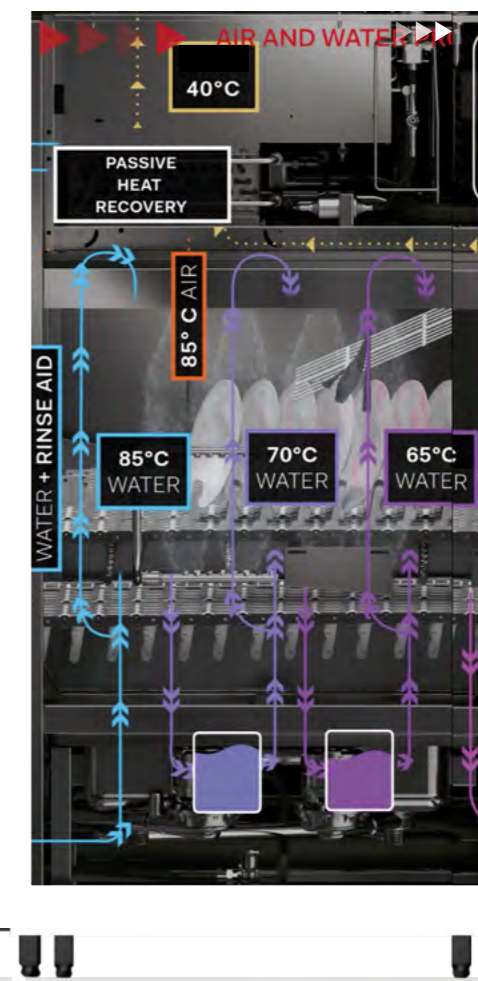 AIR AND WATER
40°C
PASSIVE
HEAT
RECOVERY
85° C AIR
WATER + RINSE AID
85°C
WATER
70°C
WATER
65°C
WATER